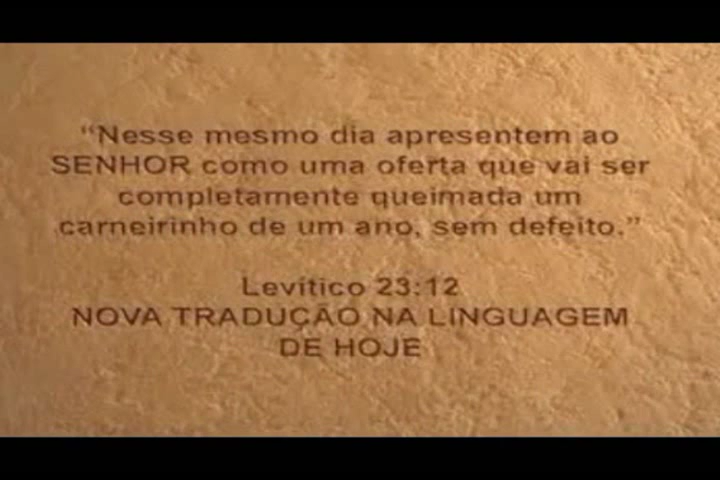 “Nesse mesmo dia apresentem ao
SENHOR como uma oferta que vai ser
completamente queimada um
carneirinho de um ano, sem defeito.”
Levítico 23:12
NOVA TRADUÇÃO NA LINGUAGEM
DE HOJE